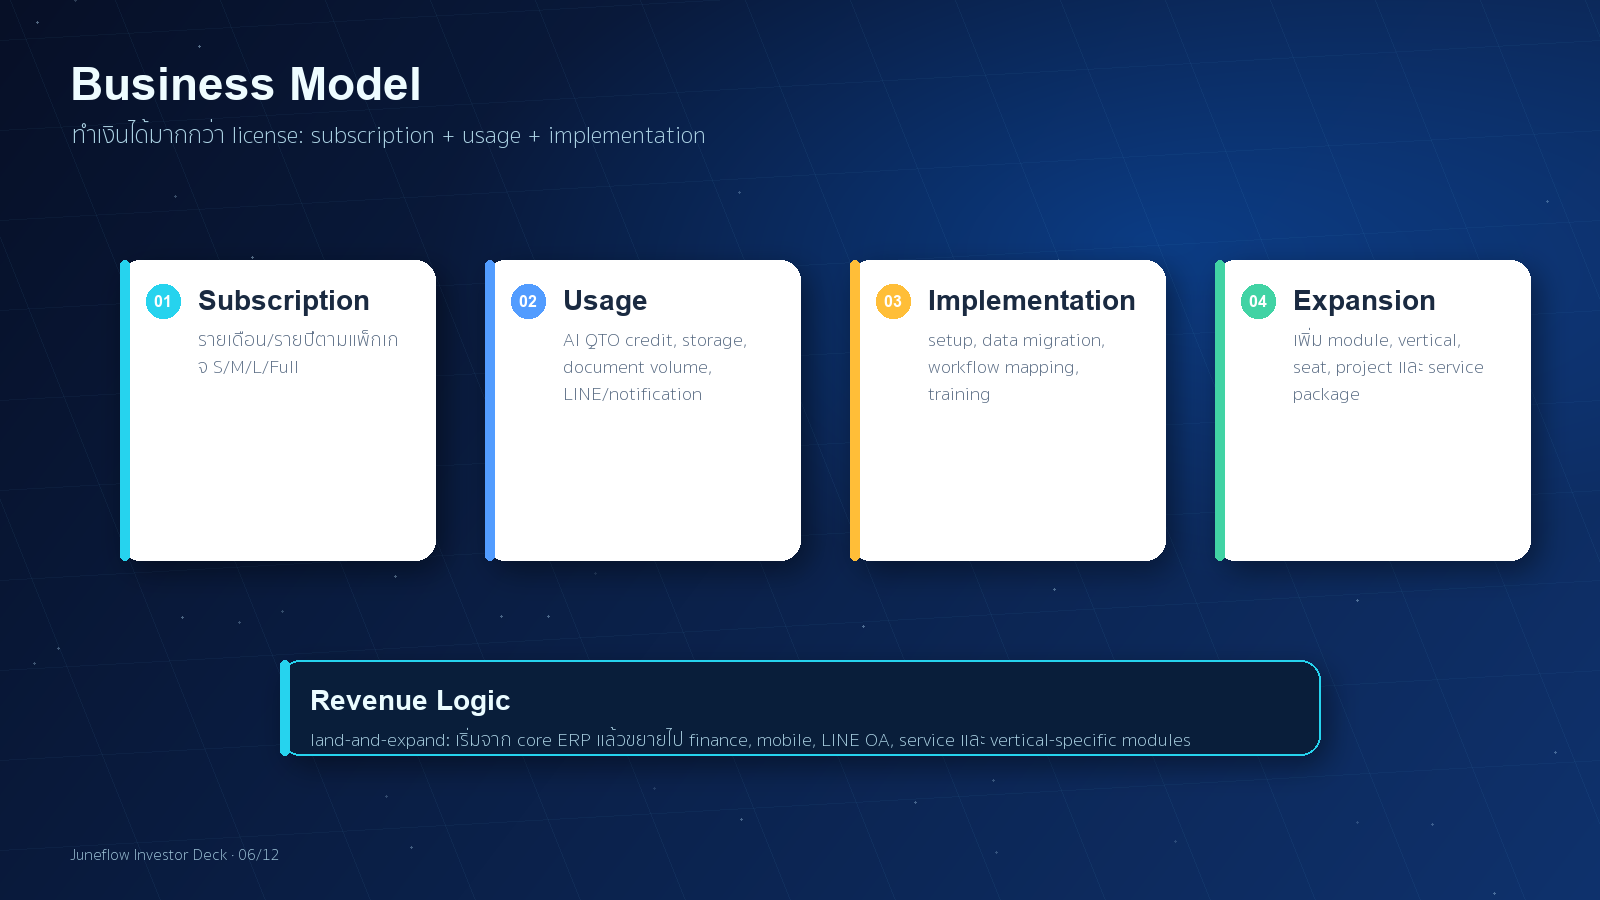 Business Model
ทำเงินได้มากกว่า license: subscription + usage + implementation
01
Subscription
รายเดือน/รายปีตามแพ็กเก
จ S/M/L/Full
02
Usage
AI QTO credit, storage,
document volume,
LINE/notification
03
Implementation
setup, data migration,
workflow mapping,
training
04
Expansion
เพิ่ม module, vertical,
seat, project และ service
package
Revenue Logic
land-and-expand: เริ่มจาก core ERP แล้วขยายไป finance, mobile, LINE OA, service และ vertical-specific modules
Juneflow Investor Deck · 06/12